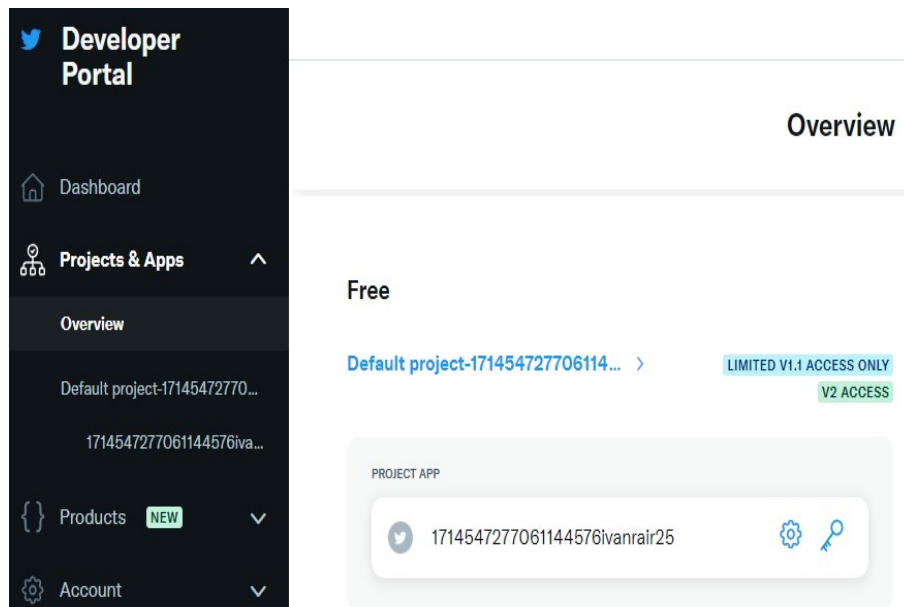 Developer
Portal
Overview
Dashboard
Projects & Apps
Overview
Default project-17145472770...
1714547277061144576iva...
Products NEW
Account
Free
Default project-171454727706114...
LIMITED V1.1 ACCESS ONLY
V2 ACCESS
PROJECT APP
1714547277061144576ivanrair25